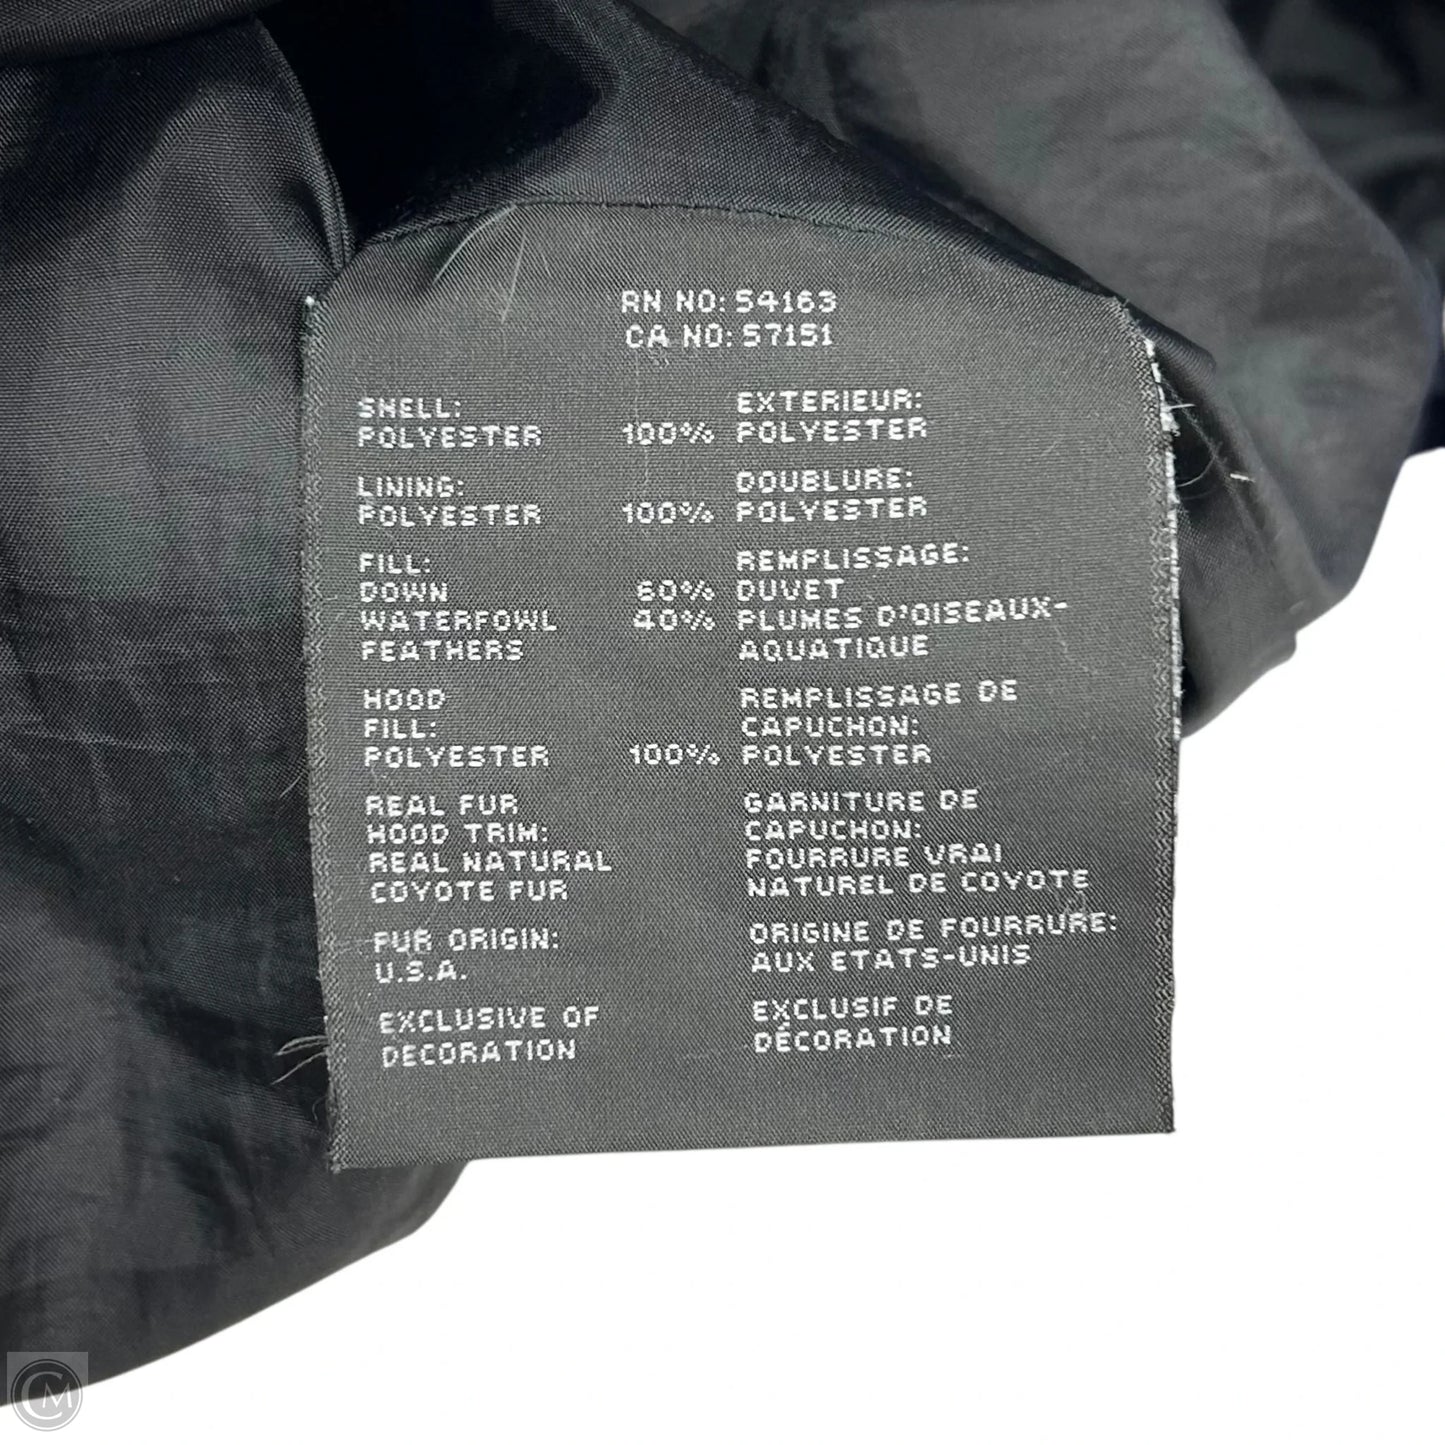 RN NO: 54163
CA NO: 57151
SHELL:
POLYESTER 100%
LINING:
POLYESTER 100%
FILL:
DOWN 60%
WATERFOWL 40%
FEATHERS
HOOD
FILL:
POLYESTER 100%
REAL FUR
HOOD TRIM:
REAL NATURAL
COYOTE FUR
FUR ORIGIN:
U.S.A.
EXCLUSIVE OF
DECORATION
EXTERIEUR:
POLYESTER
DOUBLURE:
POLYESTER
REMPLISSAGE:
DUVET
PLUMES D'OISEAUX-
AQUATIQUE
REMPLISSAGE DE
CAPUCHON:
POLYESTER
GARNITURE DE
CAPUCHON:
FOURRURE VRAI
NATUREL DE COYOTE
ORIGINE DE FOURRURE:
AUX ETATS-UNIS
EXCLUSIF DE
DÉCORATION
CM